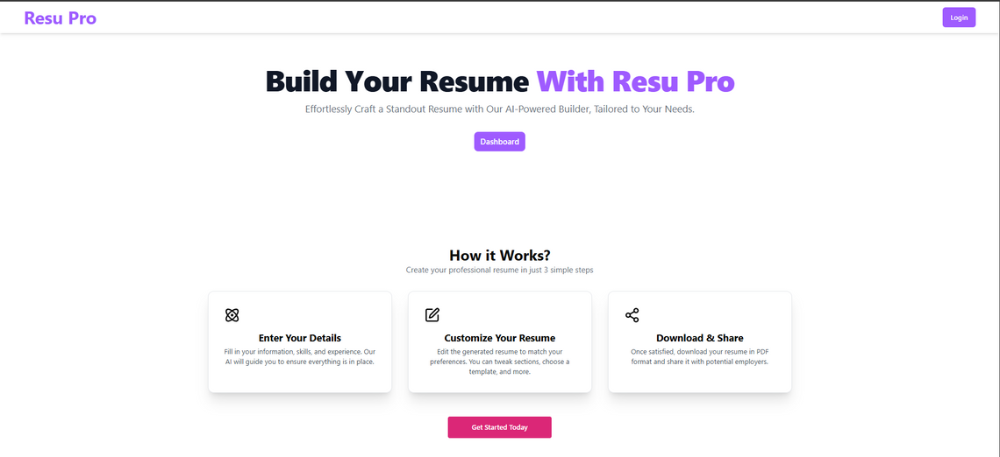 Resu Pro
Login
Build Your Resume With Resu Pro
Effortlessly Craft a Standout Resume with Our AI-Powered Builder, Tailored to Your Needs.
Dashboard
How it Works?
Create your professional resume in just 3 simple steps
Enter Your Details
Fill in your information, skills, and experience. Our
AI will guide you to ensure everything is in place.
Customize Your Resume
Edit the generated resume to match your
preferences. You can tweak sections, choose a
template, and more.
Download & Share
Once satisfied, download your resume in PDF
format and share it with potential employers.
Get Started Today